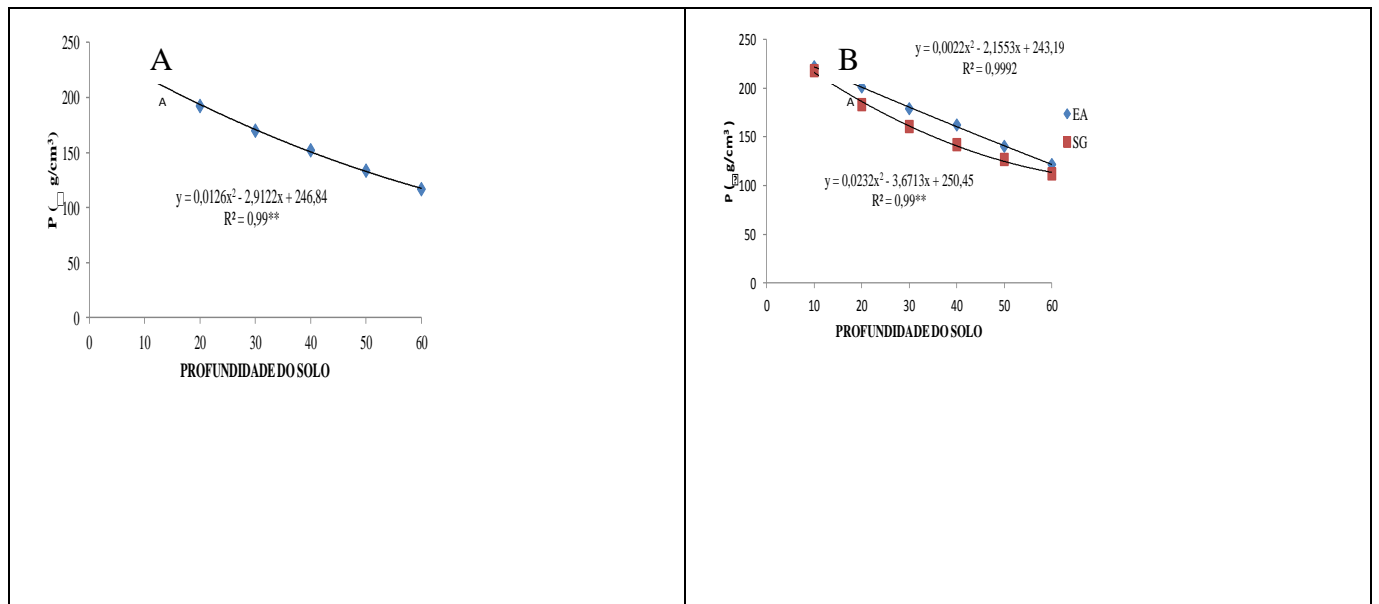 A
A
250
200
150
100
50
0
0 10 20 30 40 50 60
P (□ g/cm³)
y = 0,0126x² - 2,9122x + 246,84
R² = 0,99**
PROFUNDIDADE DO SOLO
B
A
250
200
150
100
50
0
0 10 20 30 40 50 60
P ( g/cm³ )
y = 0,0022x² - 2,1553x + 243,19
R² = 0,9992
EA
SG
y = 0,0232x² - 3,6713x + 250,45
R² = 0,99**
PROFUNDIDADE DO SOLO